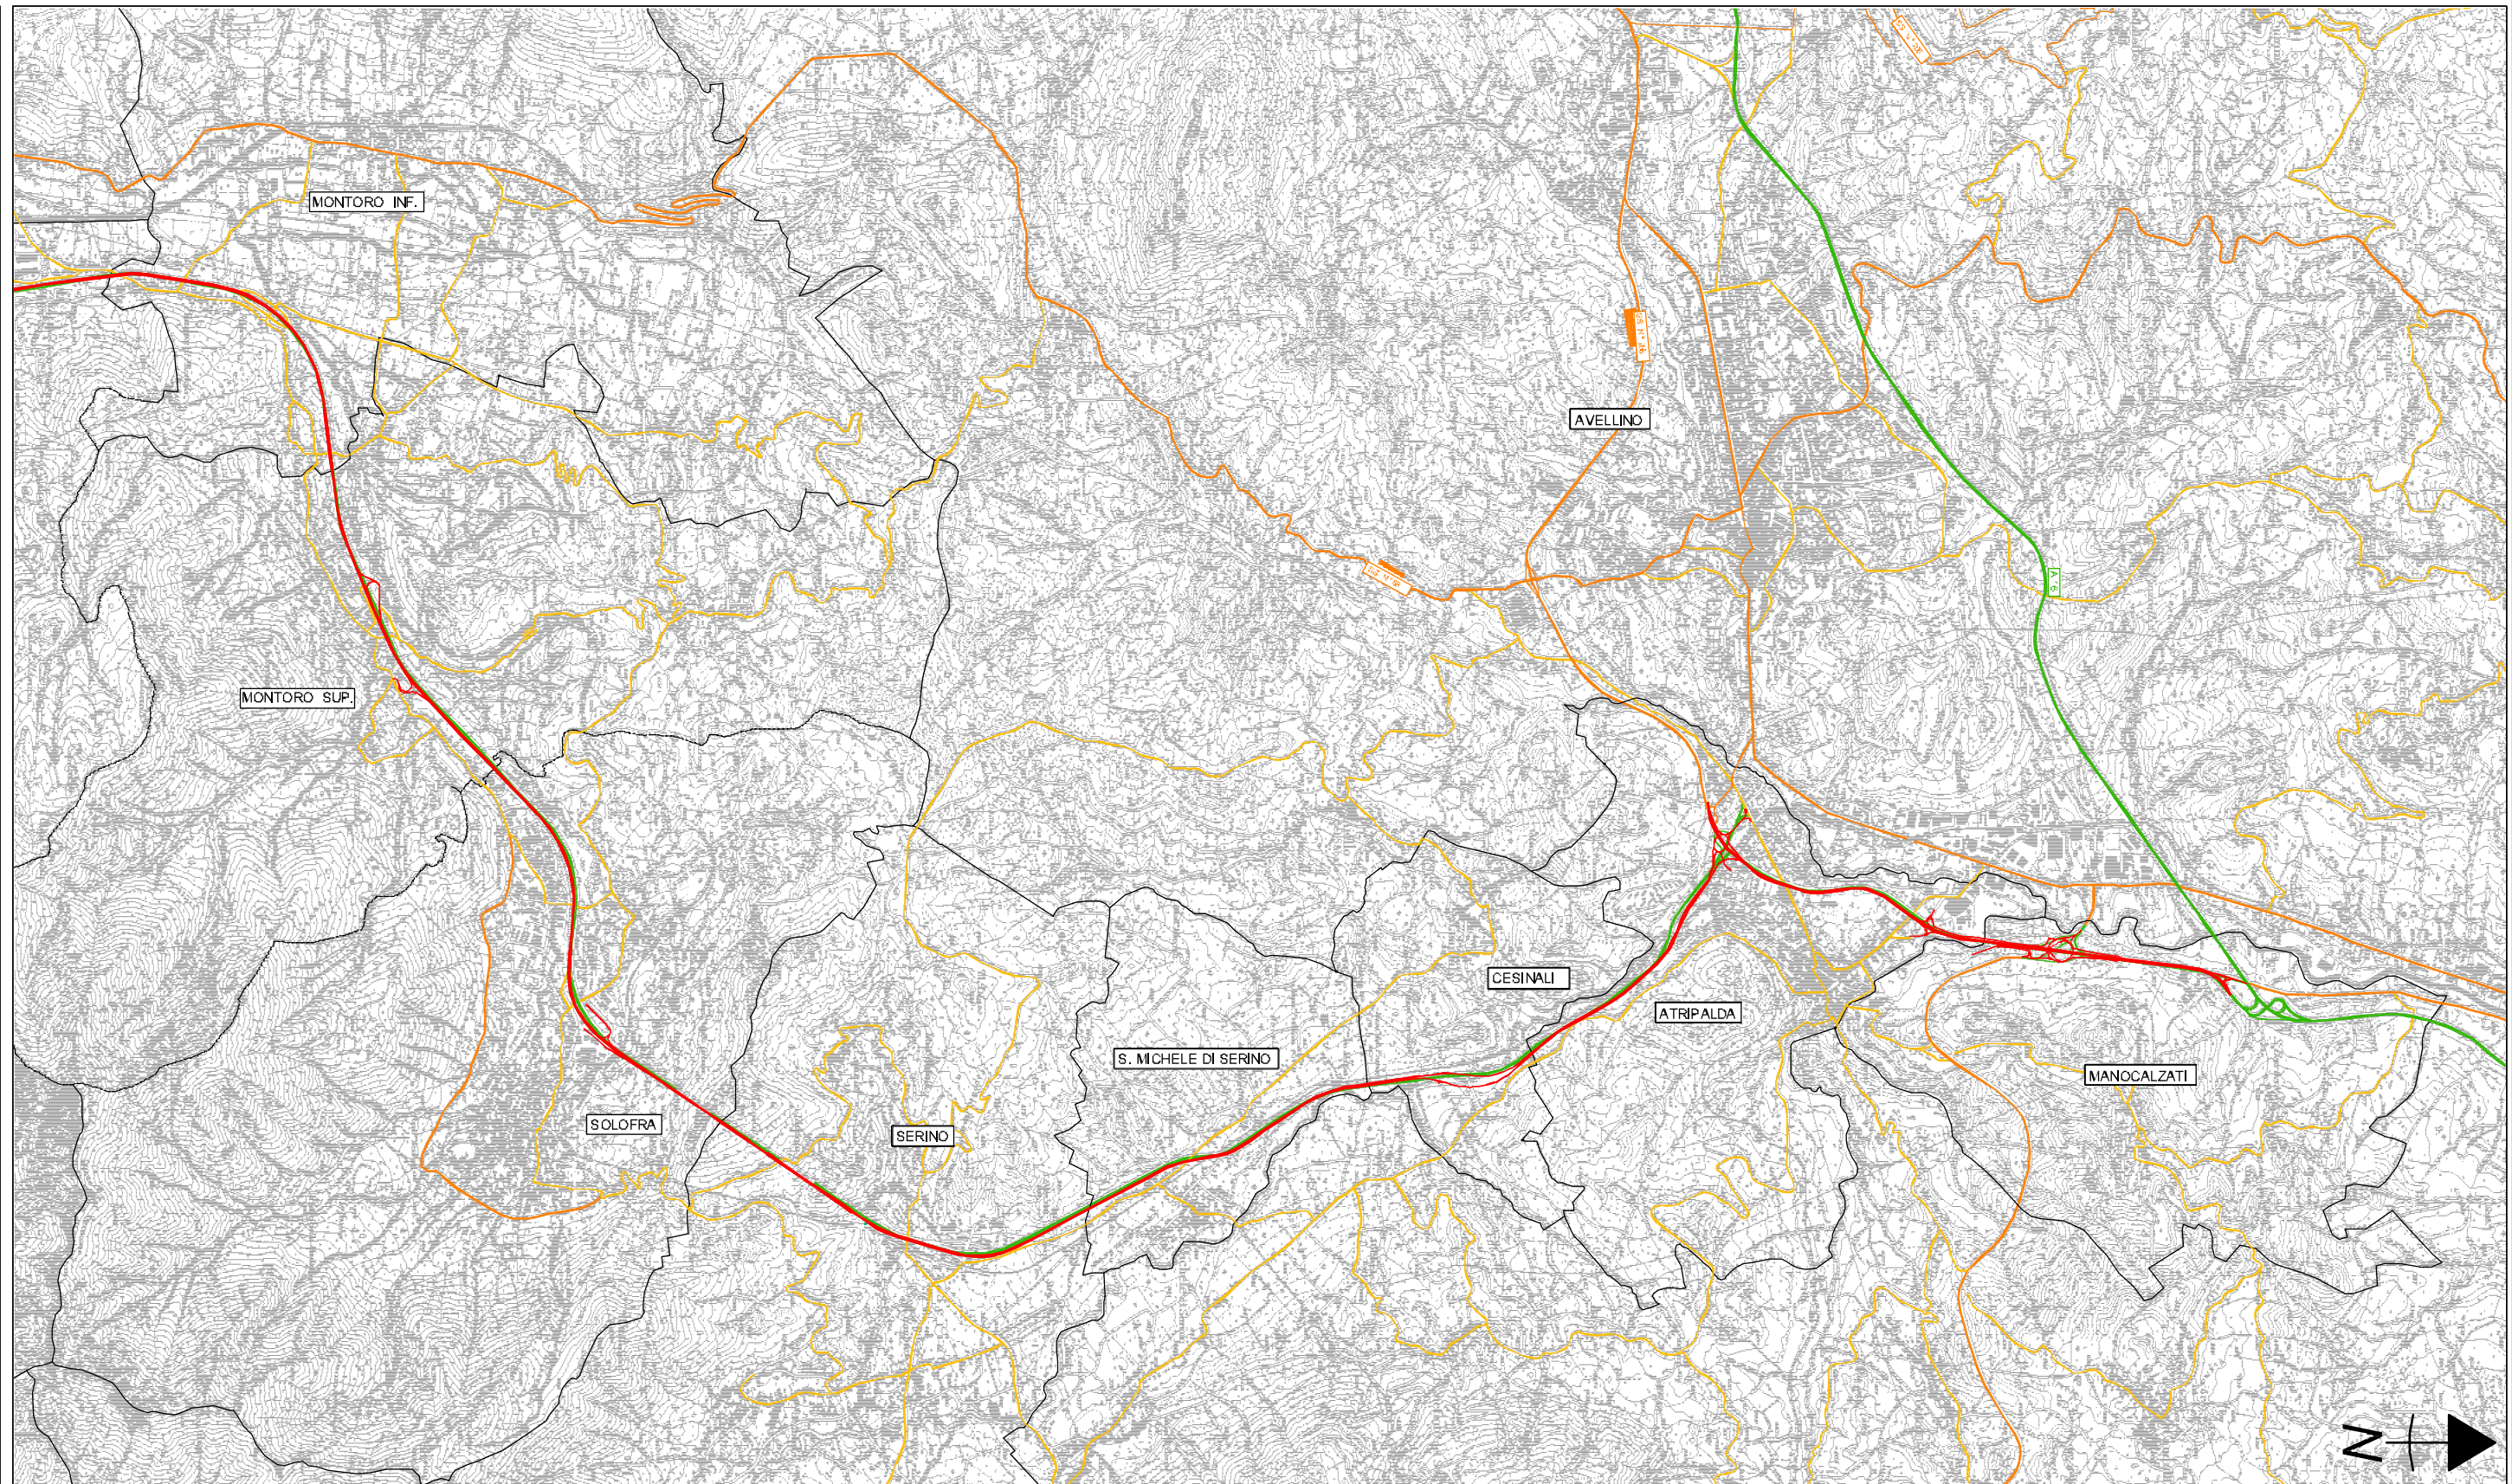 MONTORO INF.
AVELLINO
A 16
MONTORO SUP.
CESINALI
ATRIPALDA
S. MICHELE DI SERINO
MANOCALZATI
SOLOFRA
SERINO
N